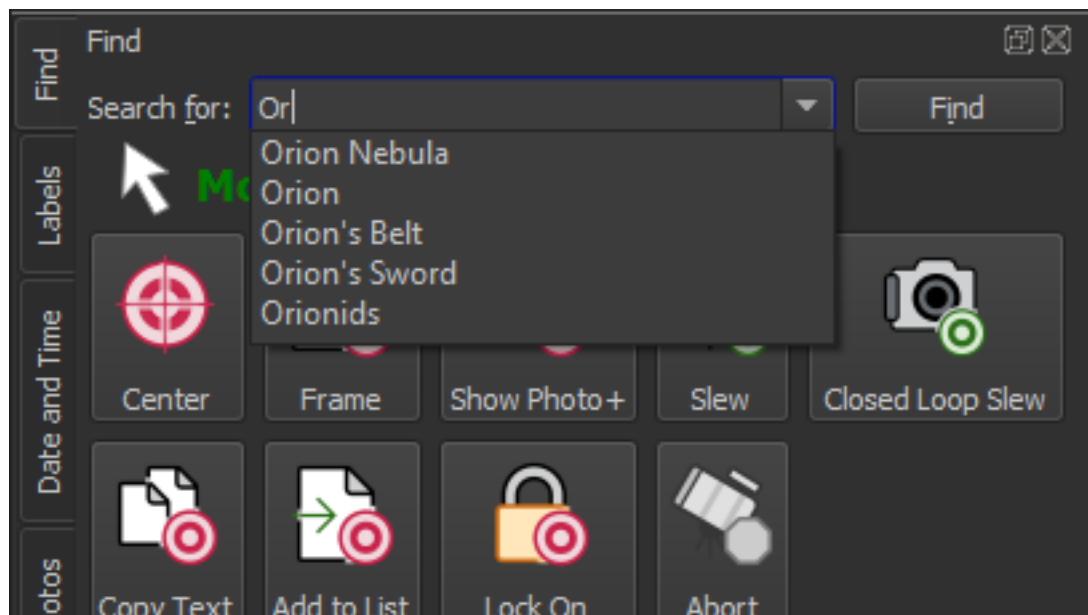 Find
Labels
Date and Time
Find
Search for: Or
Find
Orion Nebula
Orion
Orion's Belt
Orion's Sword
Orionids
Center
Frame
Show Photo+
Slew
Closed Loop Slew
Copy Text
Add to List
Lock On
Abort